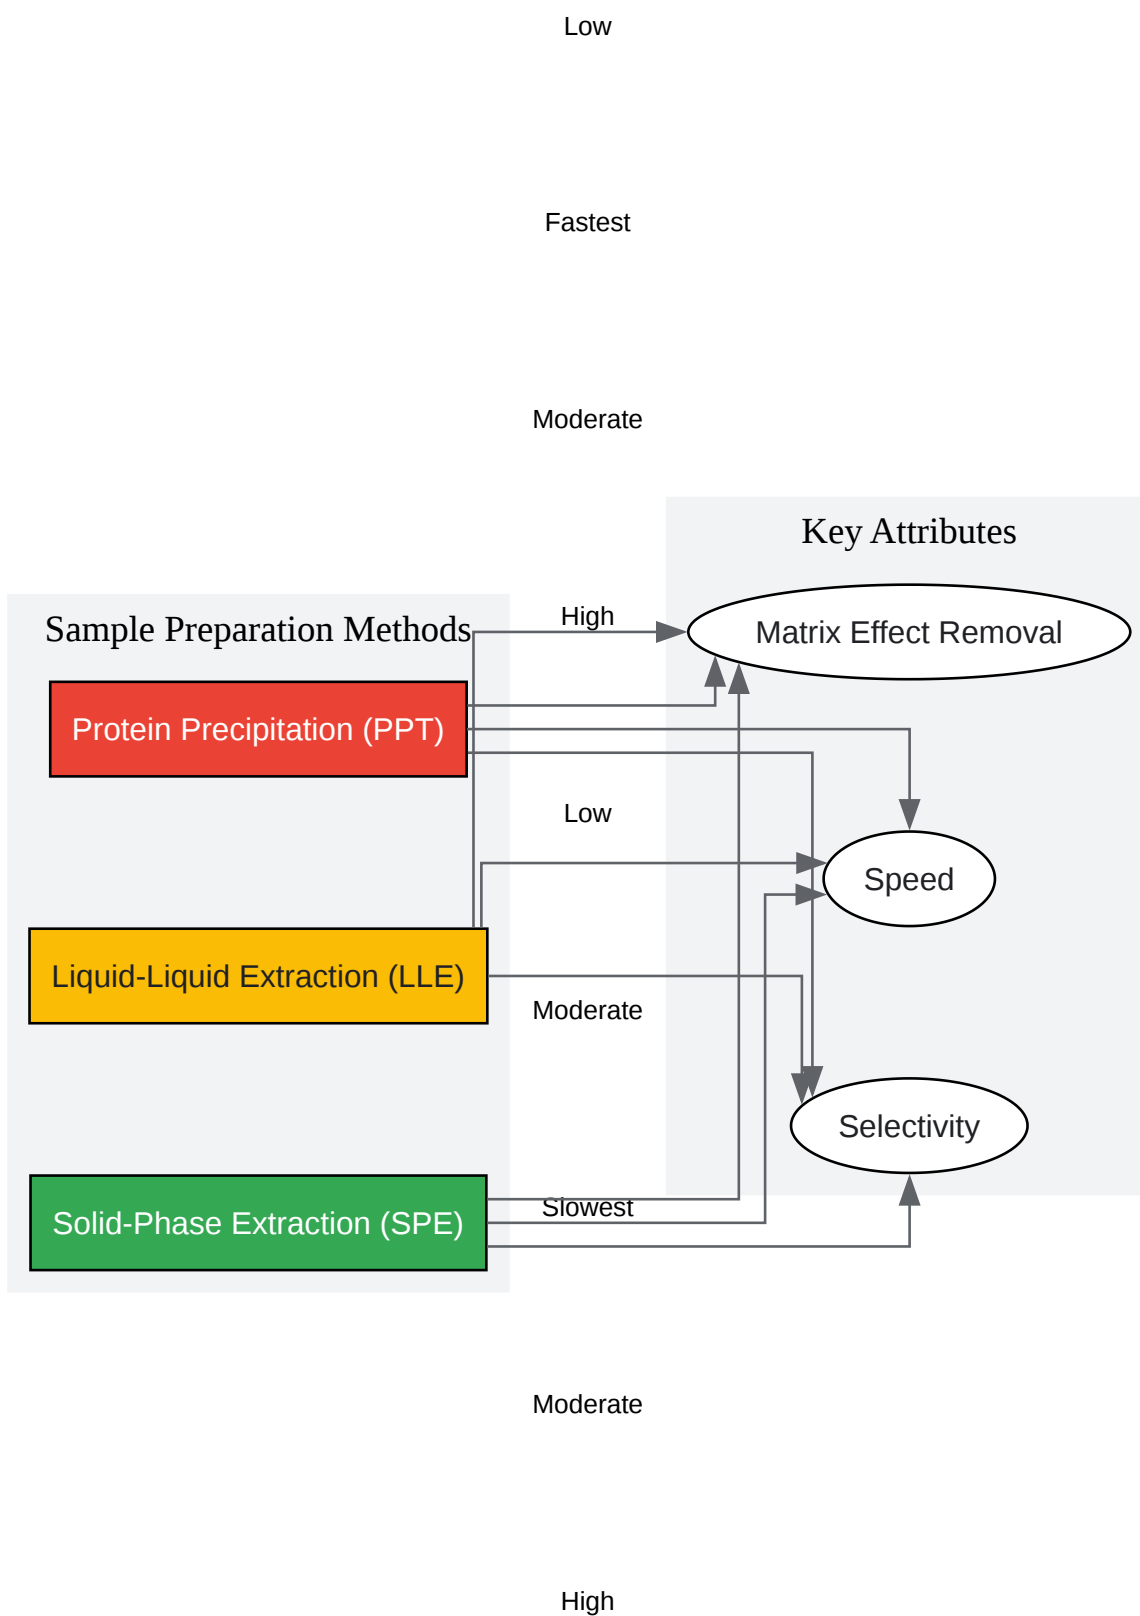 Low
Fastest
Moderate
Key Attributes
Sample Preparation Methods
High
Matrix Effect Removal
Protein Precipitation (PPT)
Low
Speed
Liquid-Liquid Extraction (LLE)
Moderate
Selectivity
Slowest
Solid-Phase Extraction (SPE)
Moderate
High